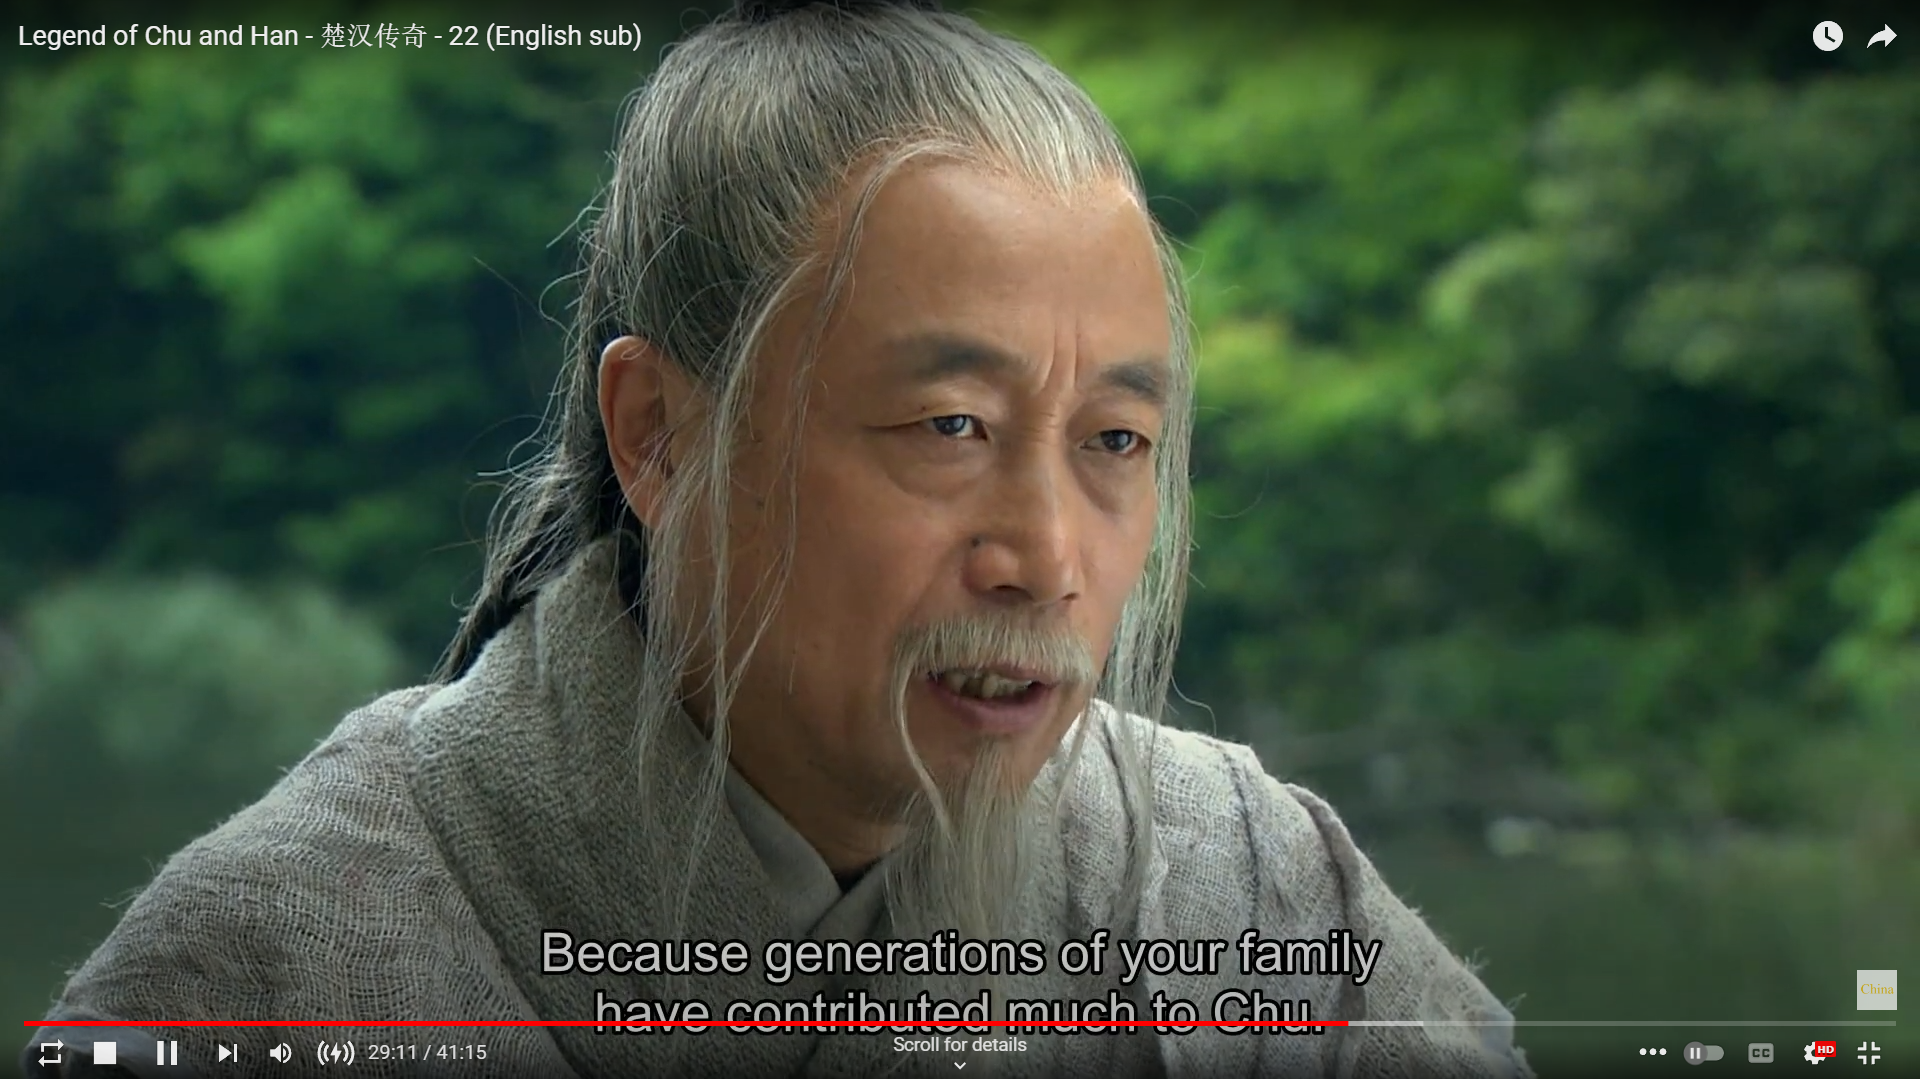 Legend of Chu and Han - 楚汉传奇 - 22 (English sub)
Because generations of your family
have contributed much to Chu.
China
Scroll for details
29:11 / 41:15
CC
HD